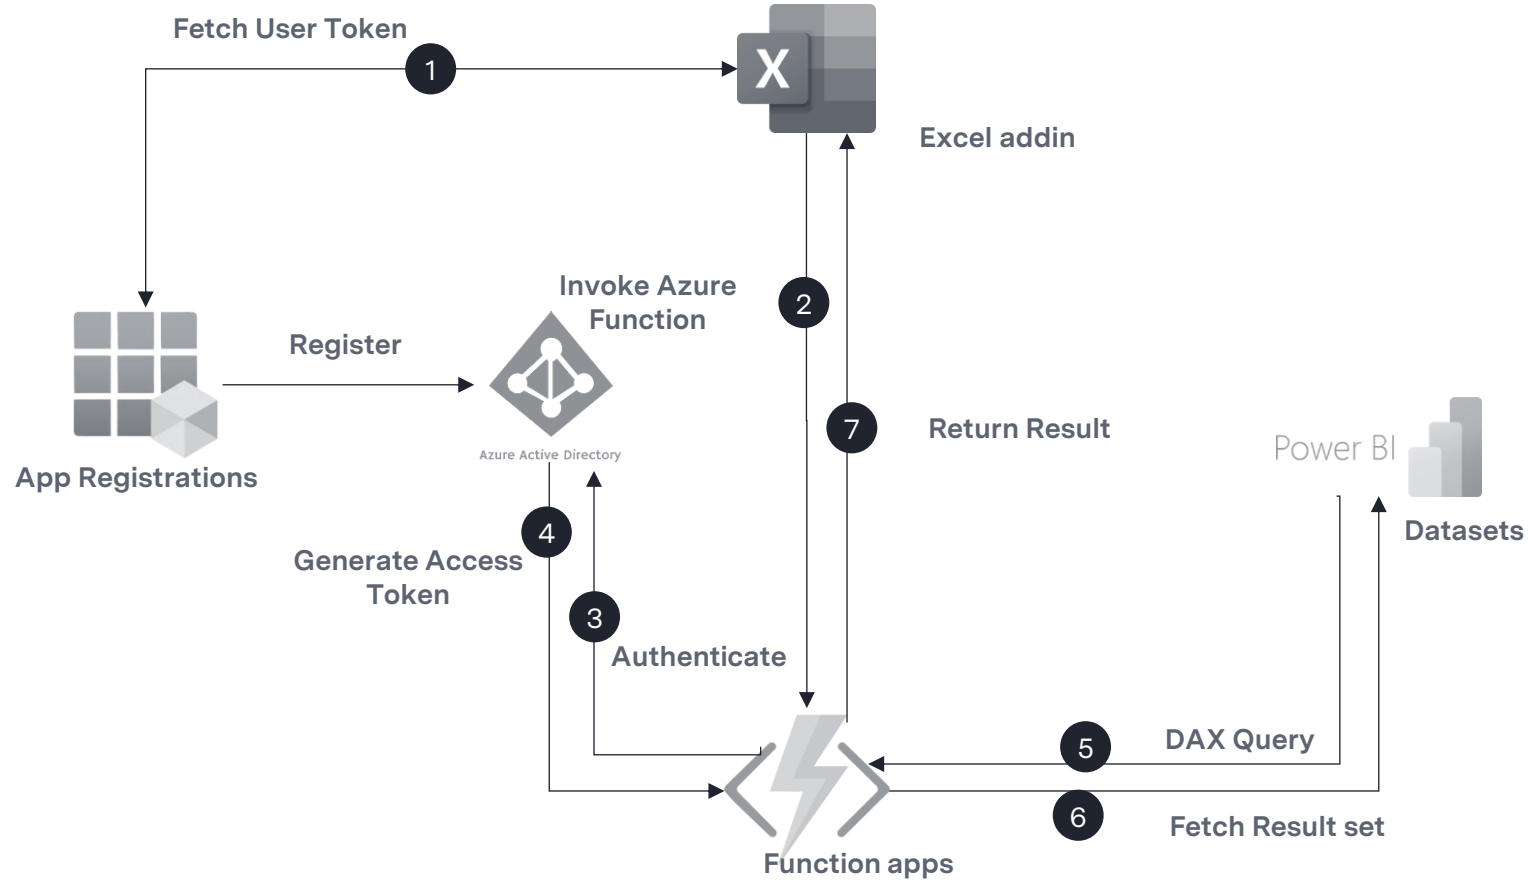 Fetch User Token
1
X
Excel addin
Invoke Azure
Function
2
Register
7
Return Result
Power BI
Azure Active Directory
App Registrations
Datasets
4
Generate Access
Token
3
Authenticate
5
DAX Query
6
Fetch Result set
Function apps